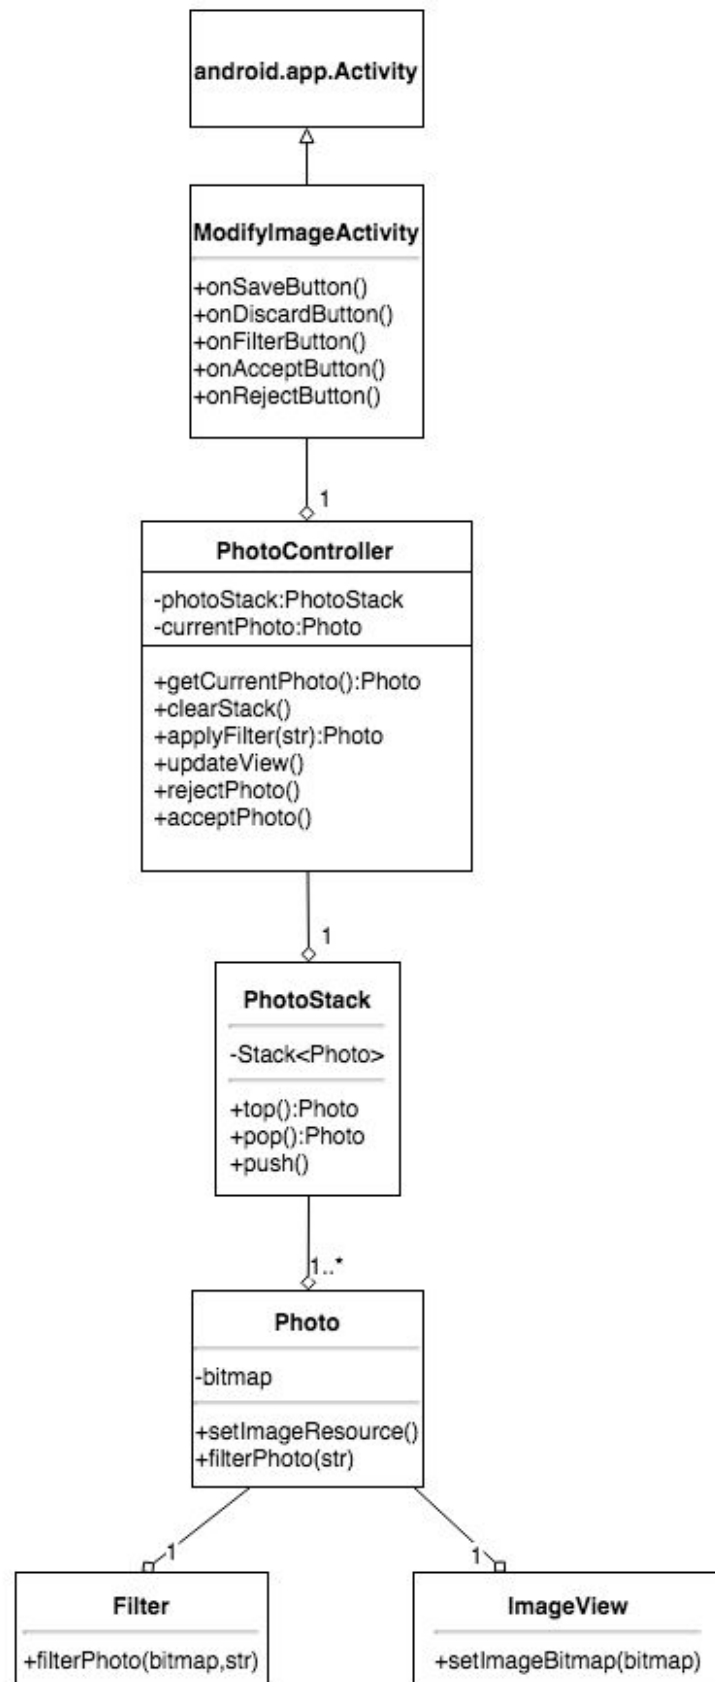 android.app.Activity
ModifyImageActivity
+onSaveButton()
+onDiscardButton()
+onFilterButton()
+onAcceptButton()
+onRejectButton()
1
PhotoController
-photoStack:PhotoStack
-currentPhoto:Photo
+getCurrentPhoto():Photo
+clearStack()
+applyFilter(str):Photo
+updateView()
+rejectPhoto()
+acceptPhoto()
1
PhotoStack
-Stack<Photo>
+top():Photo
+pop():Photo
+push()
1..*
Photo
-bitmap
+setImageResource()
+filterPhoto(str)
1
1
Filter
+filterPhoto(bitmap,str)
ImageView
+setImageBitmap(bitmap)